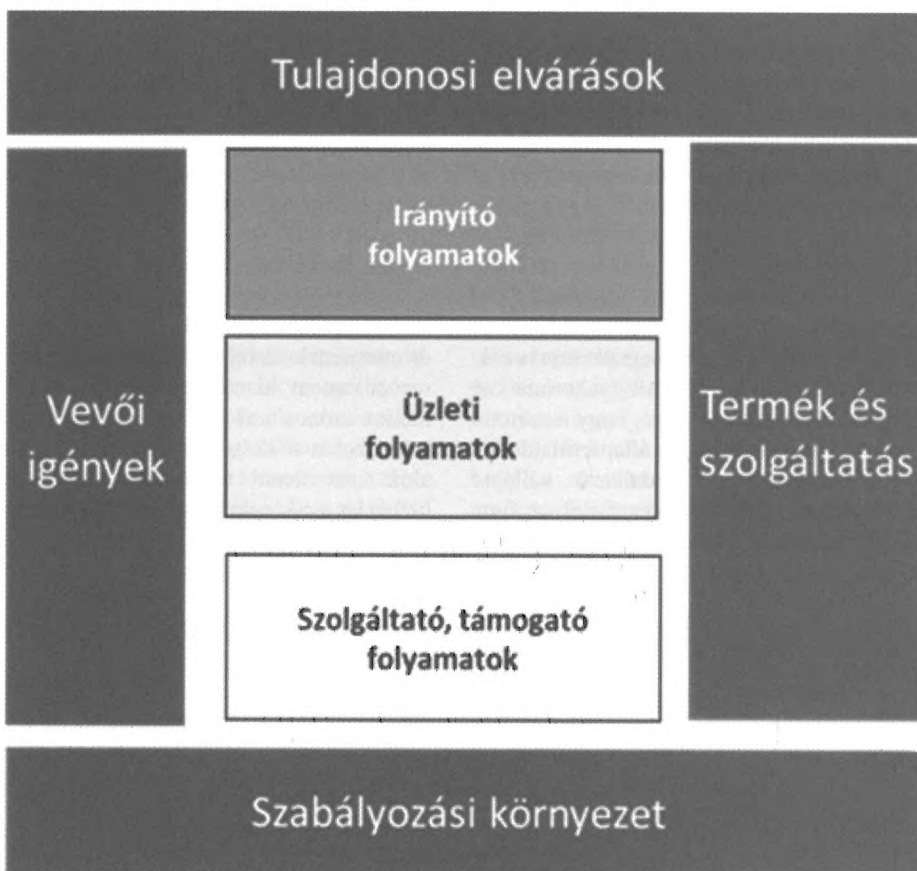 Tulajdonosi elvárások
Irányító
folyamatok
Vevői
igények
Üzleti
folyamatok
Termék és
szolgáltatás
Szolgáltató, támogató
folyamatok
Szabályozási környezet